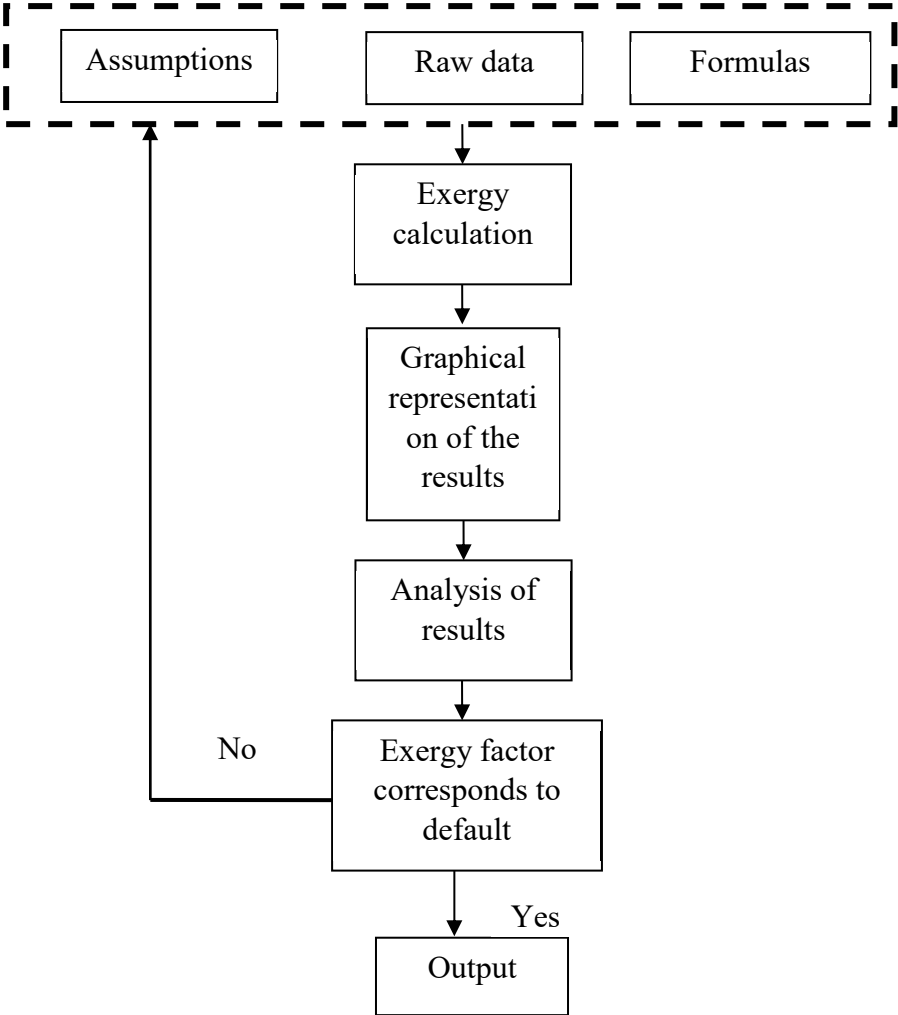 Assumptions
Raw data
Formulas
Exergy
calculation
Graphical
representati
on of the
results
Analysis of
results
No
Exergy factor
corresponds to
default
Yes
Output